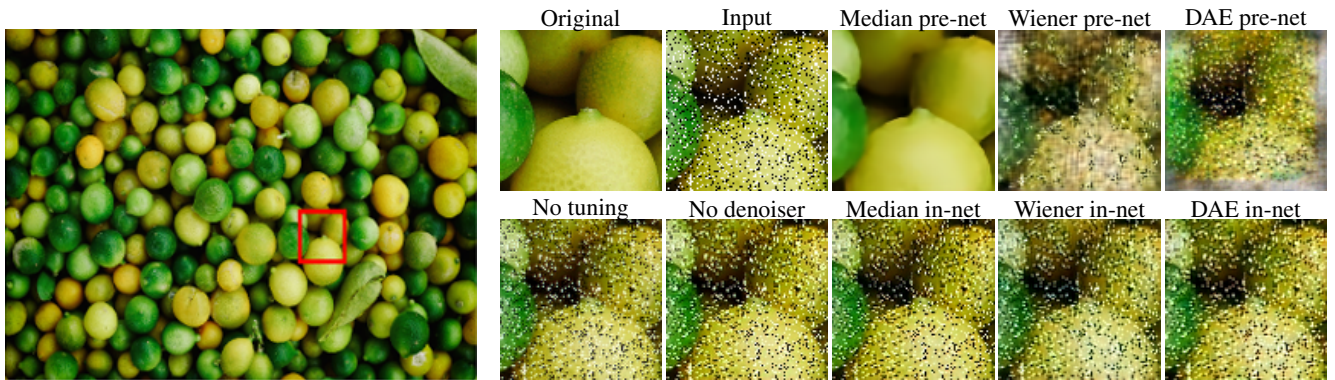 Original Input Median pre-net Wiener pre-net DAE pre-net
No tuning No denoiser Median in-net Wiener in-net DAE in-net